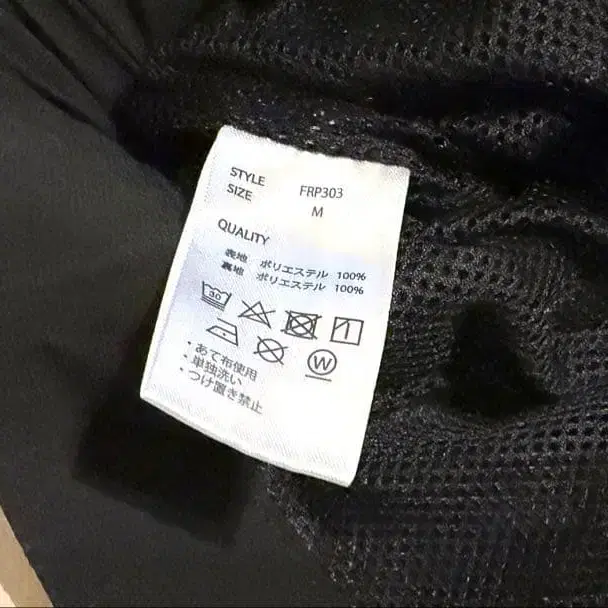 STYLE FRP303
SIZE M
QUALITY
表地 ポリエステル 100%
裏地 ポリエステル 100%
30
W
・あて布使用
・単独洗い
・つけ置き禁止